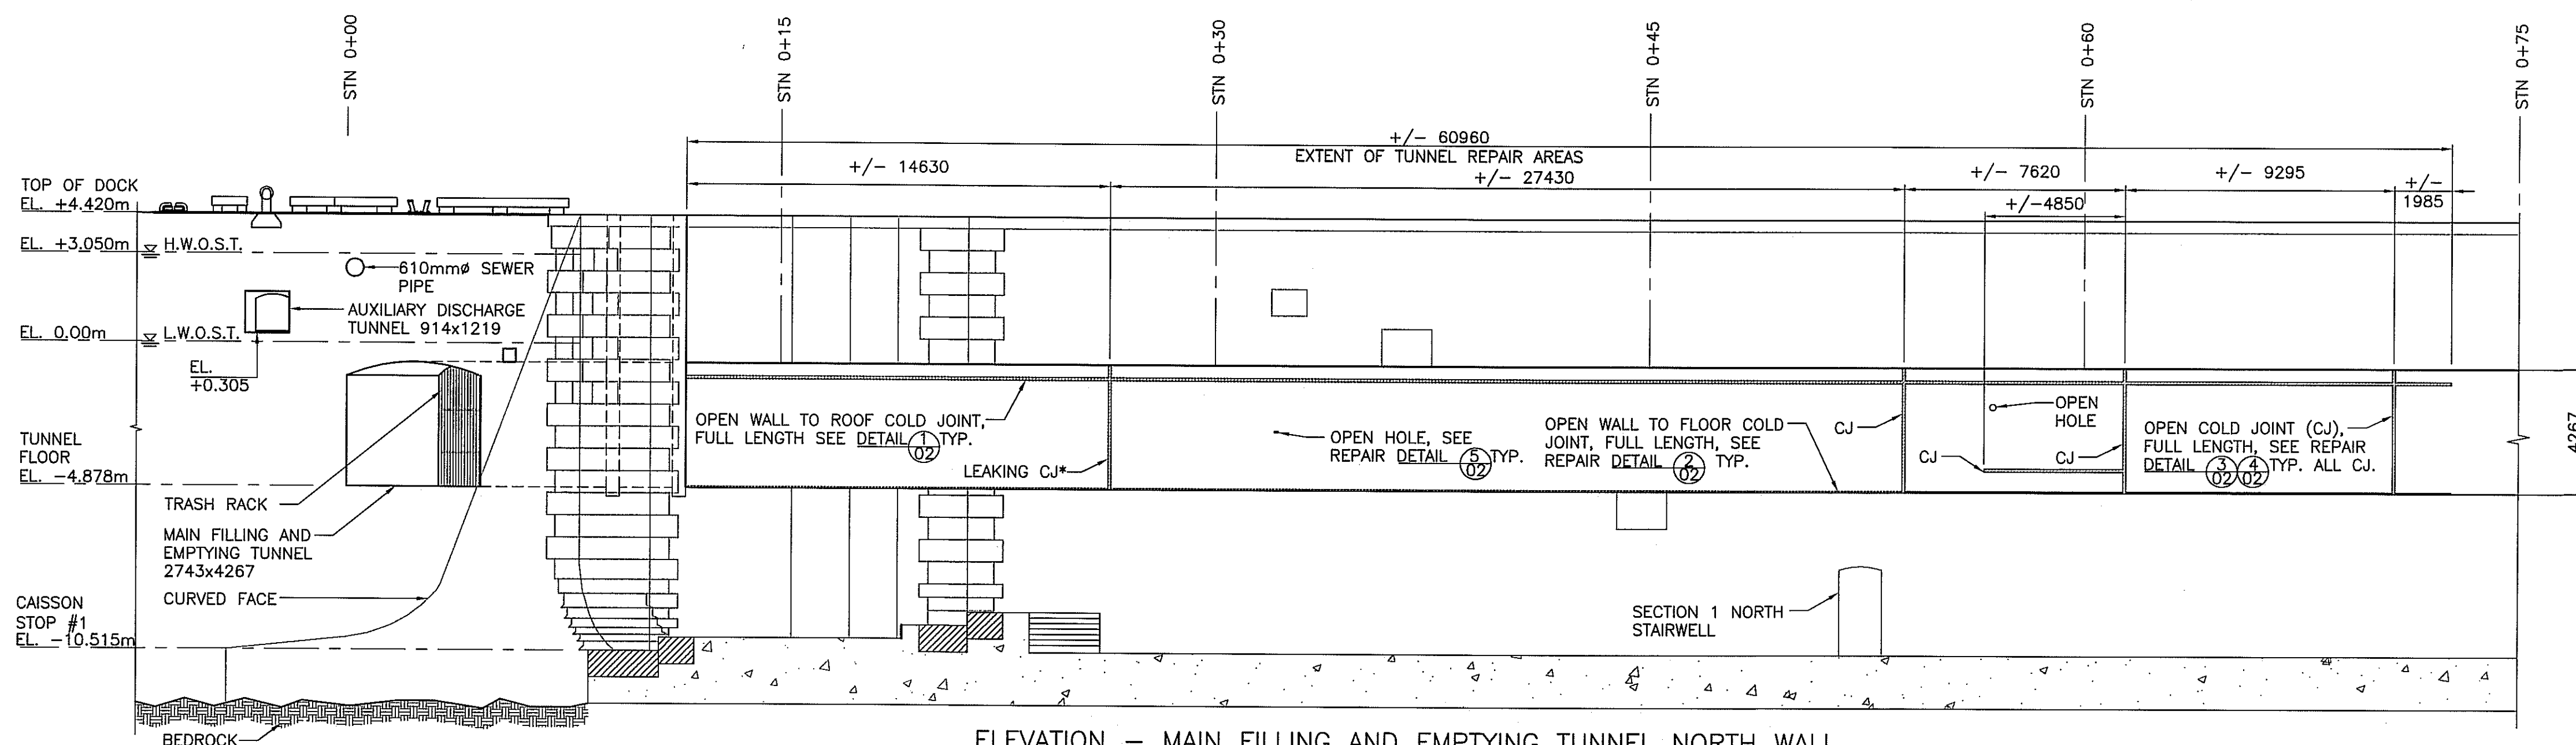 STN 0+00
STN 0+15
STN 0+30
STN 0+45
STN 0+60
STN 0+75
+/- 60960
EXTENT OF TUNNEL REPAIR AREAS
+/- 14630
+/- 27430
+/- 7620
+/- 9295
+/-
1985
+/-4850
TOP OF DOCK
EL. +4.420m
EL. +3.050m
H.W.O.S.T.
610mmø SEWER
PIPE
AUXILIARY DISCHARGE
TUNNEL 914x1219
EL. 0.00m
L.W.O.S.T.
EL.
+0.305
OPEN WALL TO ROOF COLD JOINT,
FULL LENGTH SEE DETAIL 1 TYP.
02
LEAKING CJ*
OPEN HOLE, SEE
REPAIR DETAIL 5 TYP.
02
OPEN WALL TO FLOOR COLD
JOINT, FULL LENGTH, SEE
REPAIR DETAIL 2 TYP.
02
CJ
CJ
CJ
OPEN
HOLE
OPEN COLD JOINT (CJ),
FULL LENGTH, SEE REPAIR
DETAIL 3 4 TYP. ALL CJ.
02 02
4267
TUNNEL
FLOOR
EL. -4.878m
TRASH RACK
MAIN FILLING AND
EMPTYING TUNNEL
2743x4267
CURVED FACE
CAISSON
STOP #1
EL. -10.515m
SECTION 1 NORTH
STAIRWELL
BEDROCK
ELEVATION - MAIN FILLING AND EMPTYING TUNNEL NORTH WALL